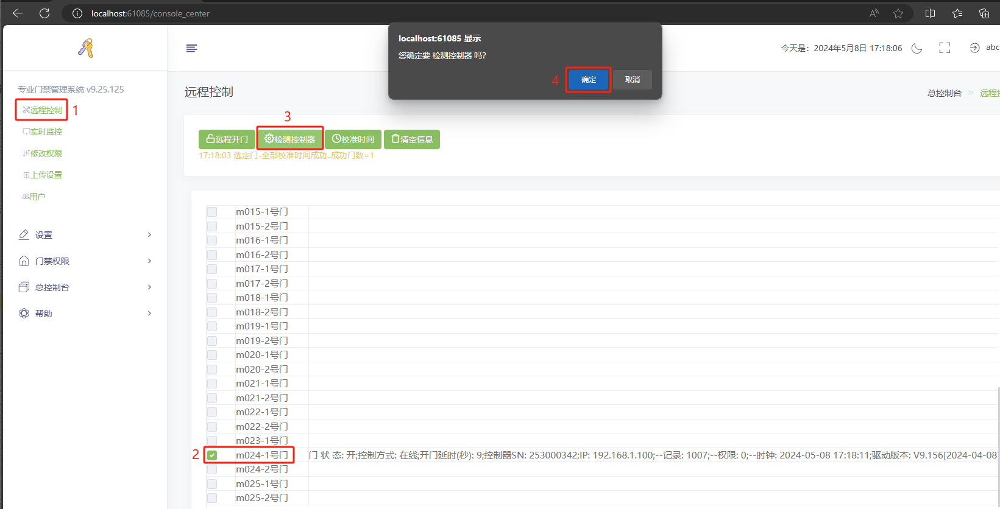 localhost:61085/console_center
localhost:61085 显示
您确定要 检测控制器 吗?
4
确定
取消
今天是：2024年5月8日 17:18:06
abc
专业门禁管理系统 v9.25.125
远程控制
1
实时监控
修改权限
上传设置
用户
设置
门禁权限
总控制台
帮助
远程控制
总控制台 » 远程
3
远程开门
检测控制器
校准时间
清空信息
17:18:03 选定门-全部校准时间成功..成功门数=1
m015-1号门
m015-2号门
m016-1号门
m016-2号门
m017-1号门
m017-2号门
m018-1号门
m018-2号门
m019-1号门
m019-2号门
m020-1号门
m020-2号门
m021-1号门
m021-2号门
m022-1号门
m022-2号门
m023-1号门
2 m024-1号门 门 状 态: 开;控制方式: 在线;开门延时(秒): 9;控制器SN: 253000342;IP: 192.168.1.100;--记录: 1007;--权限: 0;--时钟: 2024-05-08 17:18:11;驱动版本: V9.156[2024-04-08]
m024-2号门
m025-1号门
m025-2号门